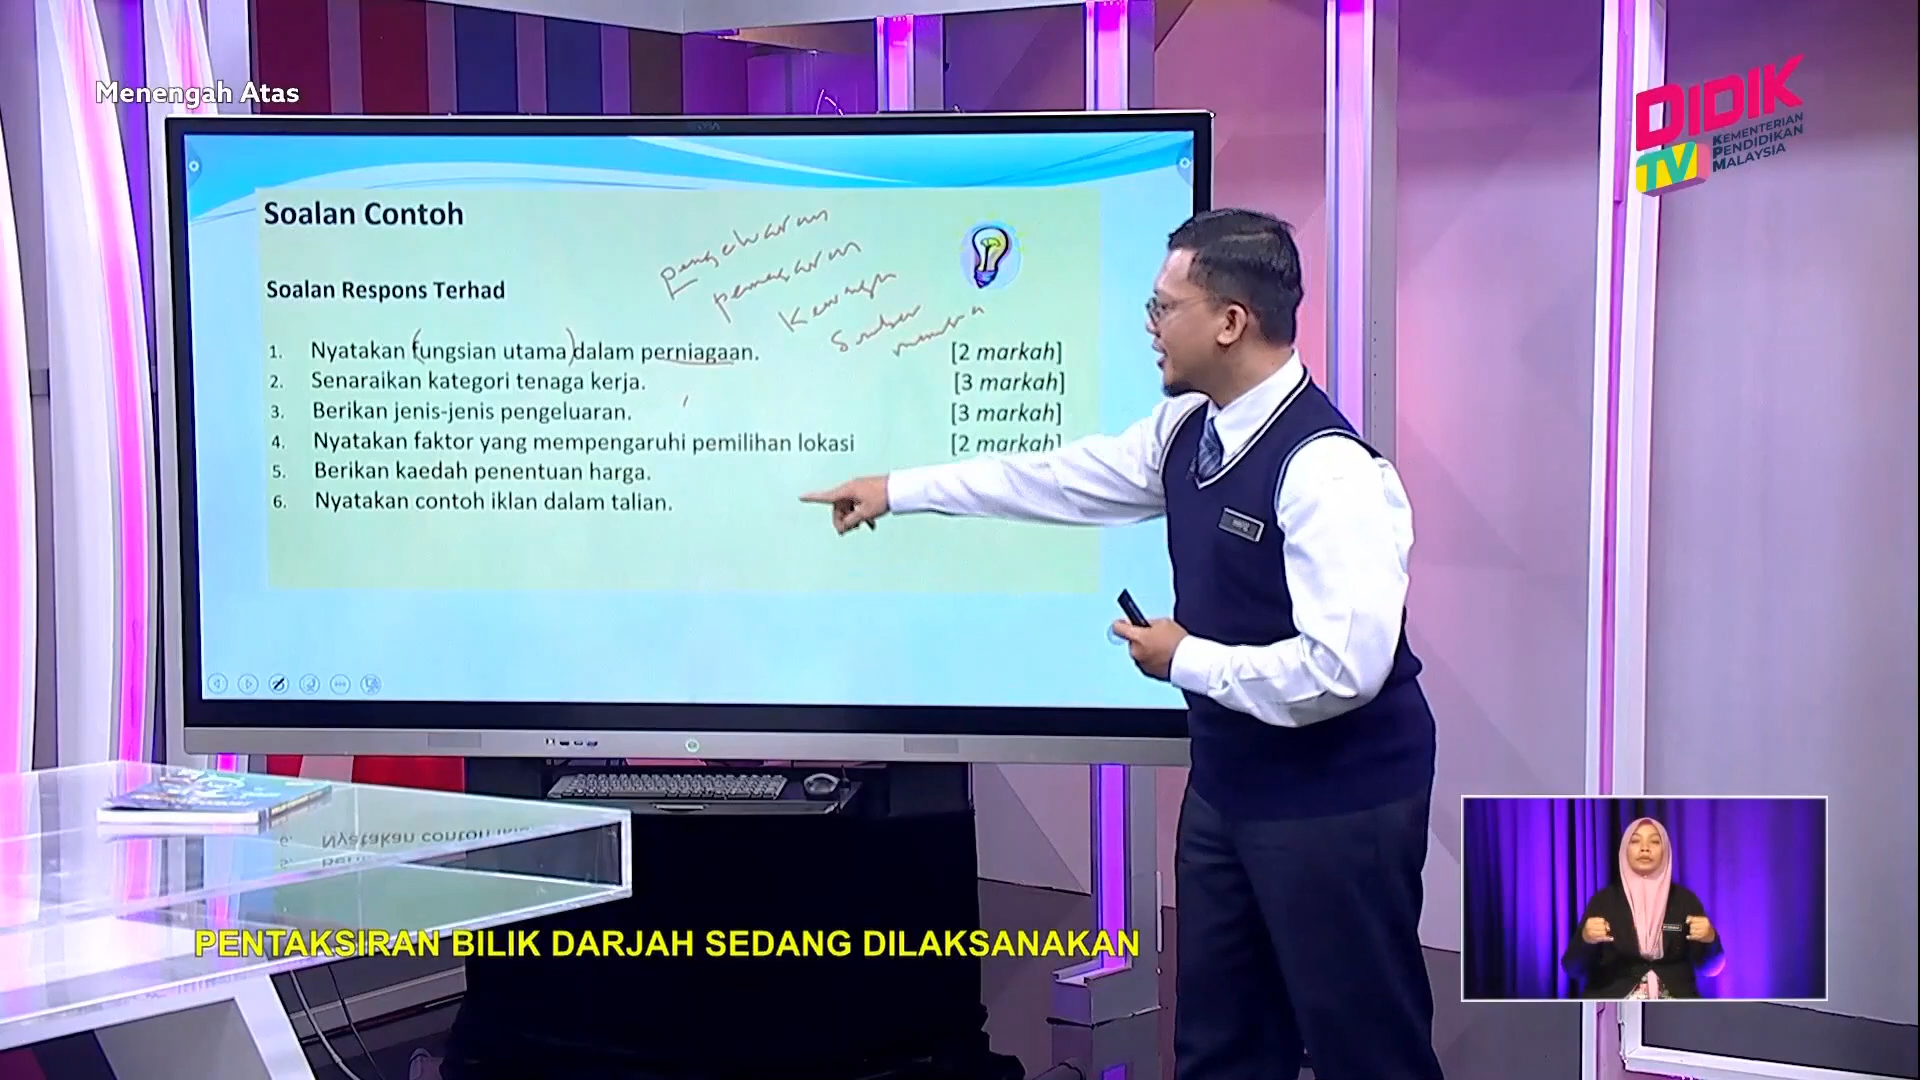 Menengah Atas
DIDIK
TV
KEMENTERIAN
PENDIDIKAN
MALAYSIA
Soalan Contoh
Pengeluaran
pemasaran
Kewangan
Sumber
manusia
Soalan Respons Terhad
1. Nyatakan fungsian utama dalam perniagaan. [2 markah]
2. Senaraikan kategori tenaga kerja. [3 markah]
3. Berikan jenis-jenis pengeluaran. [3 markah]
4. Nyatakan faktor yang mempengaruhi pemilihan lokasi [2 markah]
5. Berikan kaedah penentuan harga.
6. Nyatakan contoh iklan dalam talian.
6. Nyatakan contoh
PENTAKSIRAN BILIK DARJAH SEDANG DILAKSANAKAN